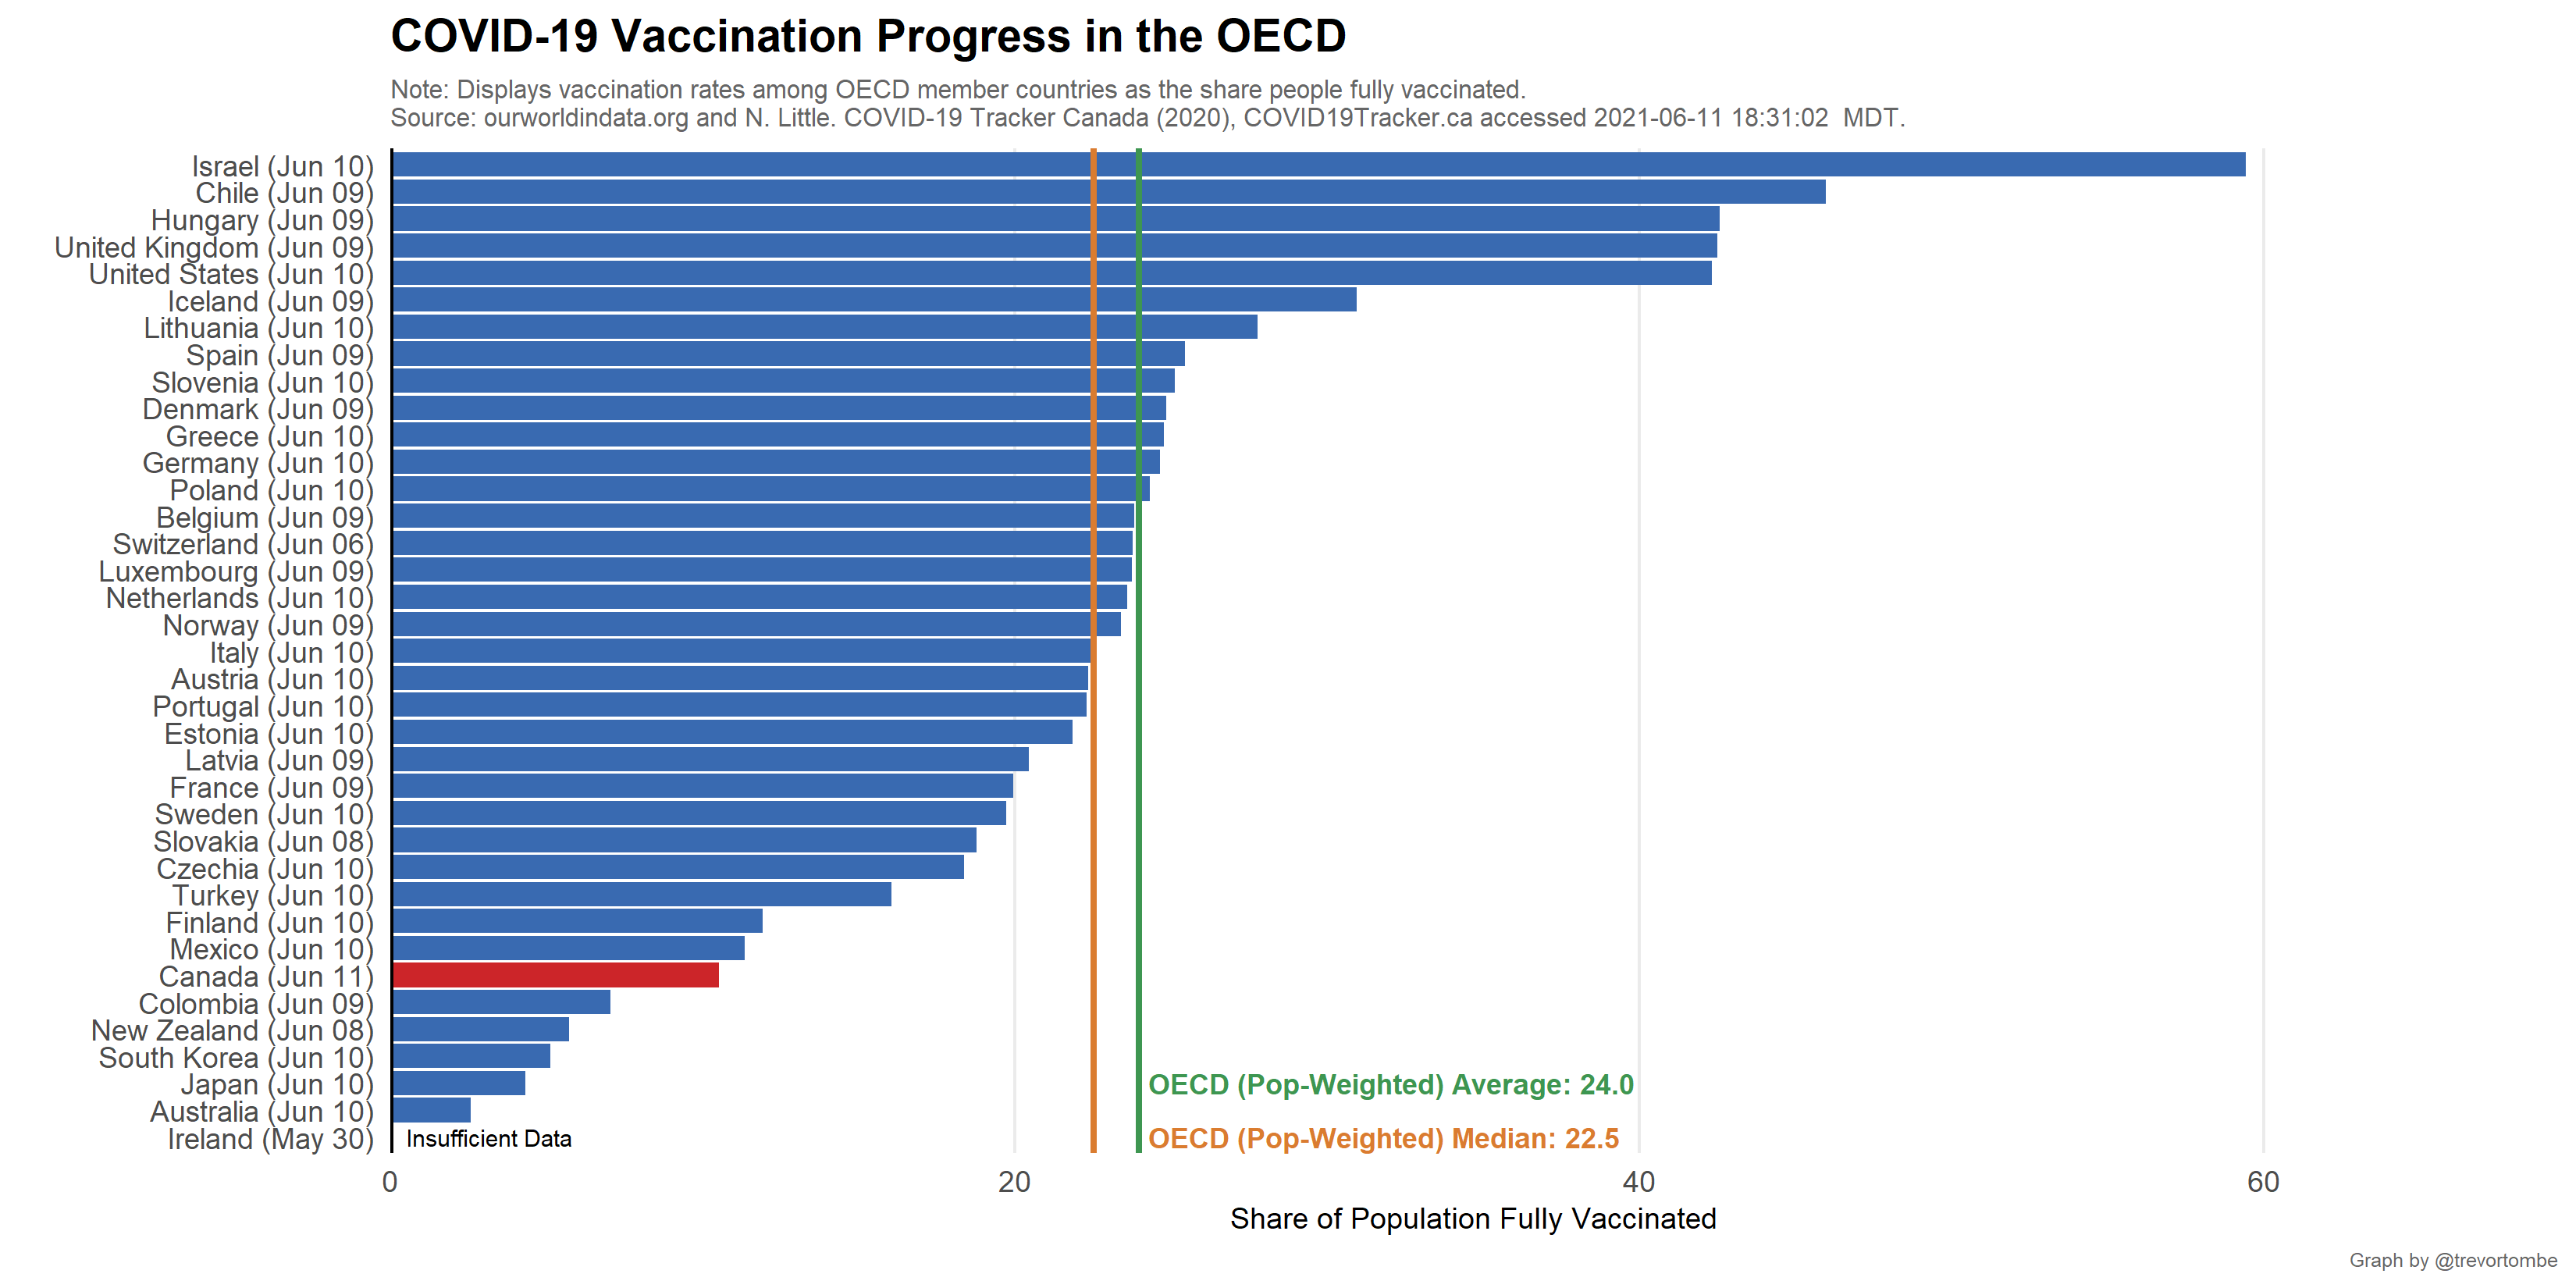 COVID-19 Vaccination Progress in the OECD
Note: Displays vaccination rates among OECD member countries as the share people fully vaccinated.
Source: ourworldindata.org and N. Little. COVID-19 Tracker Canada (2020), COVID19Tracker.ca accessed 2021-06-11 18:31:02  MDT.
Israel (Jun 10)
Chile (Jun 09)
Hungary (Jun 09)
United Kingdom (Jun 09)
United States (Jun 10)
Iceland (Jun 09)
Lithuania (Jun 10)
Spain (Jun 09)
Slovenia (Jun 10)
Denmark (Jun 09)
Greece (Jun 10)
Germany (Jun 10)
Poland (Jun 10)
Belgium (Jun 09)
Switzerland (Jun 06)
Luxembourg (Jun 09)
Netherlands (Jun 10)
Norway (Jun 09)
Italy (Jun 10)
Austria (Jun 10)
Portugal (Jun 10)
Estonia (Jun 10)
Latvia (Jun 09)
France (Jun 09)
Sweden (Jun 10)
Slovakia (Jun 08)
Czechia (Jun 10)
Turkey (Jun 10)
Finland (Jun 10)
Mexico (Jun 10)
Canada (Jun 11)
Colombia (Jun 09)
New Zealand (Jun 08)
South Korea (Jun 10)
Japan (Jun 10)
OECD (Pop-Weighted) Average: 24.0
Australia (Jun 10)
Ireland (May 30)
Insufficient Data
OECD (Pop-Weighted) Median: 22.5
0 20 40 60
Share of Population Fully Vaccinated
Graph by @trevortombe